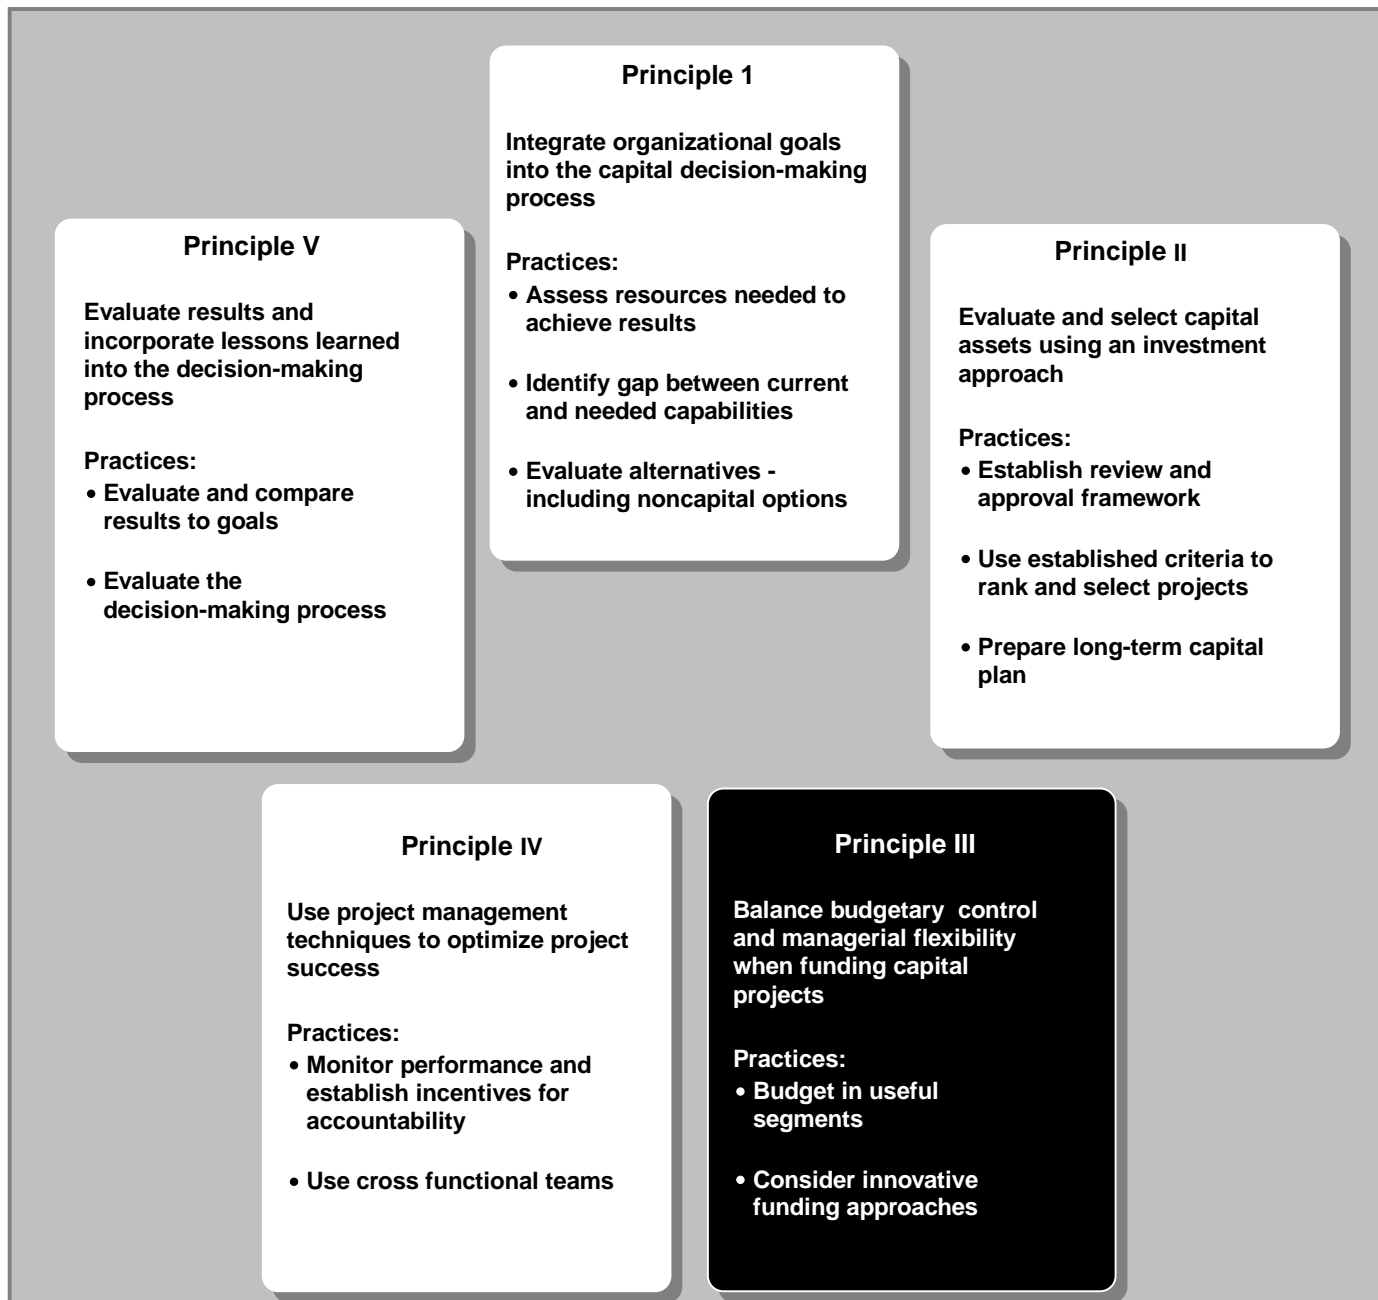 Principle 1
Integrate organizational goals
into the capital decision-making
process
Practices:
• Assess resources needed to
achieve results
• Identify gap between current
and needed capabilities
• Evaluate alternatives -
including noncapital options
Principle II
Evaluate and select capital
assets using an investment
approach
Practices:
• Establish review and
approval framework
• Use established criteria to
rank and select projects
• Prepare long-term capital
plan
Principle III
Balance budgetary control
and managerial flexibility
when funding capital
projects
Practices:
• Budget in useful
segments
• Consider innovative
funding approaches
Principle IV
Use project management
techniques to optimize project
success
Practices:
• Monitor performance and
establish incentives for
accountability
• Use cross functional teams
Principle V
Evaluate results and
incorporate lessons learned
into the decision-making
process
Practices:
• Evaluate and compare
results to goals
• Evaluate the
decision-making process